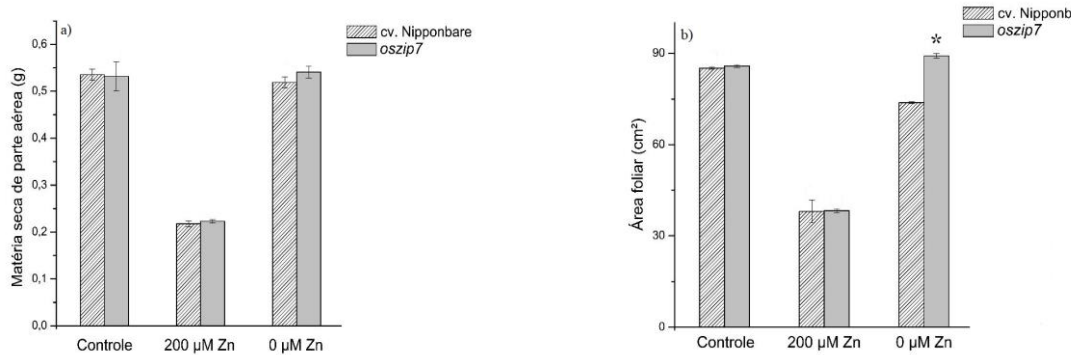 a)
cv. Nipponbare
oszip7
Matéria seca de parte aérea (g)
0,6
0,5
0,4
0,3
0,2
0,1
0,0
Controle 200 µM Zn 0 µM Zn
b)
cv. Nipponb
oszip7
*
Área foliar (cm²)
90
60
30
0
Controle 200 µM Zn 0 µM Zn